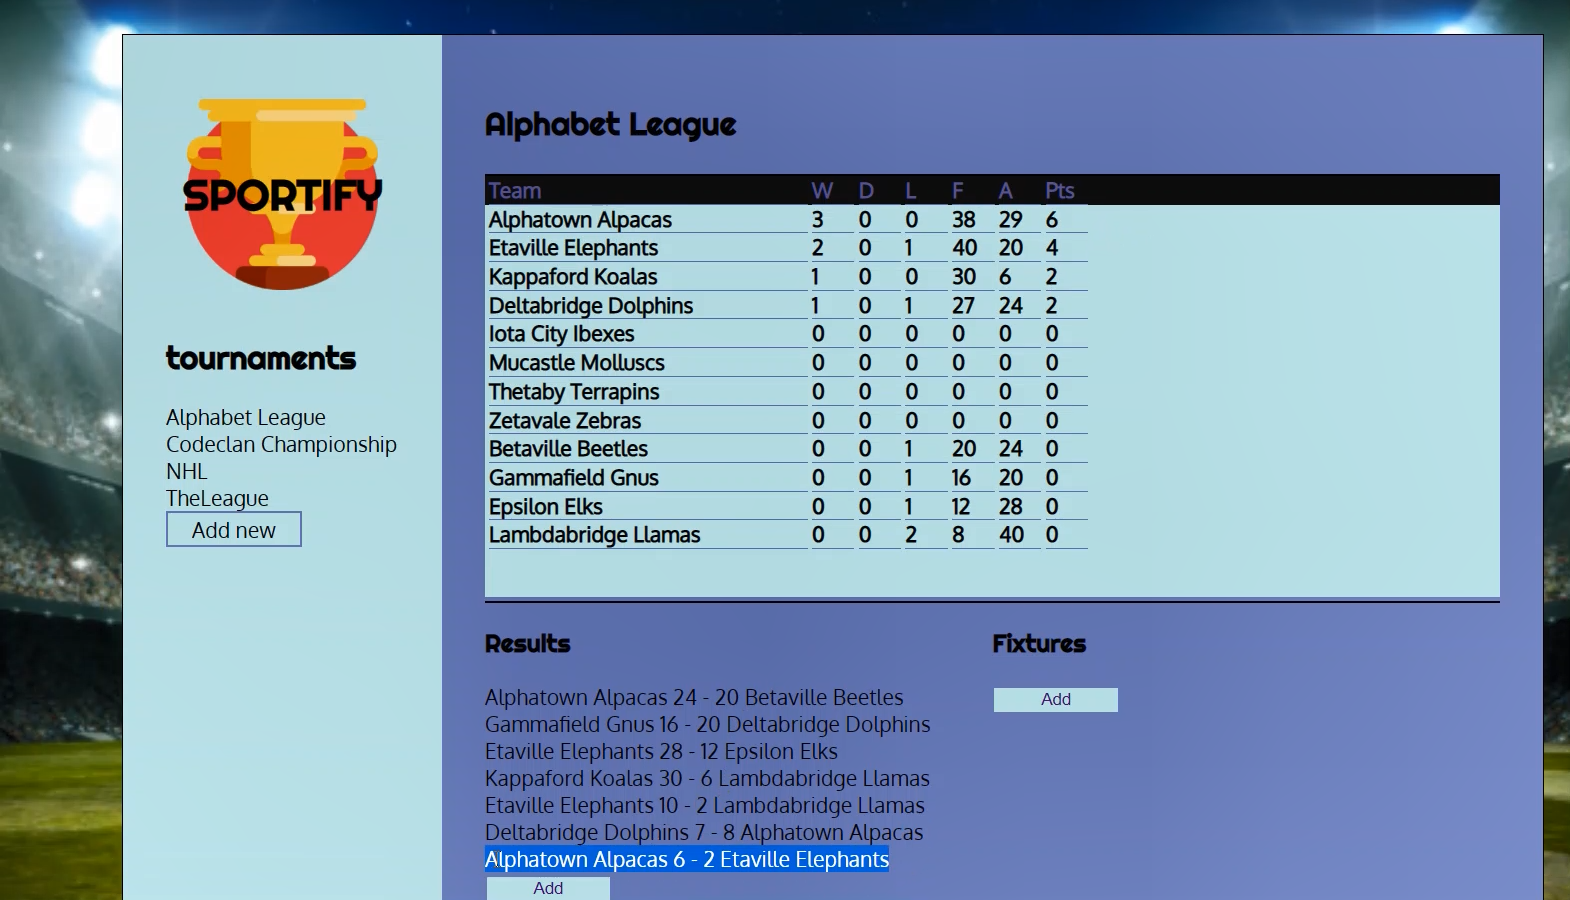 SPORTIFY
tournaments
Alphabet League
Codeclan Championship
NHL
TheLeague
Add new
Alphabet League
Team W D L F A Pts
Alphatown Alpacas 3 0 0 38 29 6
Etaville Elephants 2 0 1 40 20 4
Kappaford Koalas 1 0 0 30 6 2
Deltabridge Dolphins 1 0 1 27 24 2
Iota City Ibexes 0 0 0 0 0 0
Mucastle Molluscs 0 0 0 0 0 0
Thetaby Terrapins 0 0 0 0 0 0
Zetavale Zebras 0 0 0 0 0 0
Betaville Beetles 0 0 1 20 24 0
Gammafield Gnus 0 0 1 16 20 0
Epsilon Elks 0 0 1 12 28 0
Lambdabridge Llamas 0 0 2 8 40 0
Results
Alphatown Alpacas 24 - 20 Betaville Beetles
Gammafield Gnus 16 - 20 Deltabridge Dolphins
Etaville Elephants 28 - 12 Epsilon Elks
Kappaford Koalas 30 - 6 Lambdabridge Llamas
Etaville Elephants 10 - 2 Lambdabridge Llamas
Deltabridge Dolphins 7 - 8 Alphatown Alpacas
Alphatown Alpacas 6 - 2 Etaville Elephants
Add
Fixtures
Add